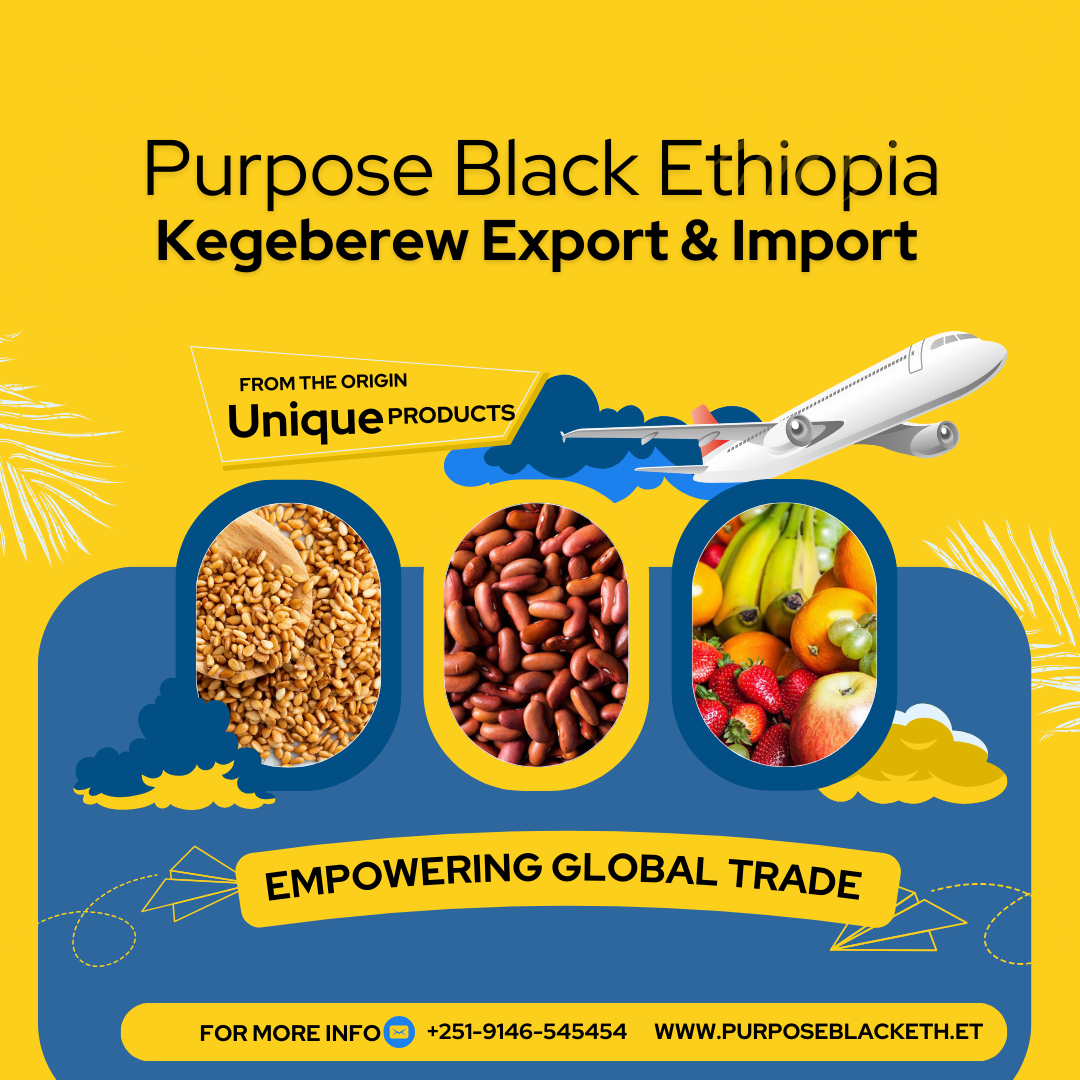 Purpose Black Ethiopia
Kegeberew Export & Import
FROM THE ORIGIN
Unique PRODUCTS
EMPOWERING GLOBAL TRADE
FOR MORE INFO +251-9146-545454 WWW.PURPOSEBLACKETH.ET